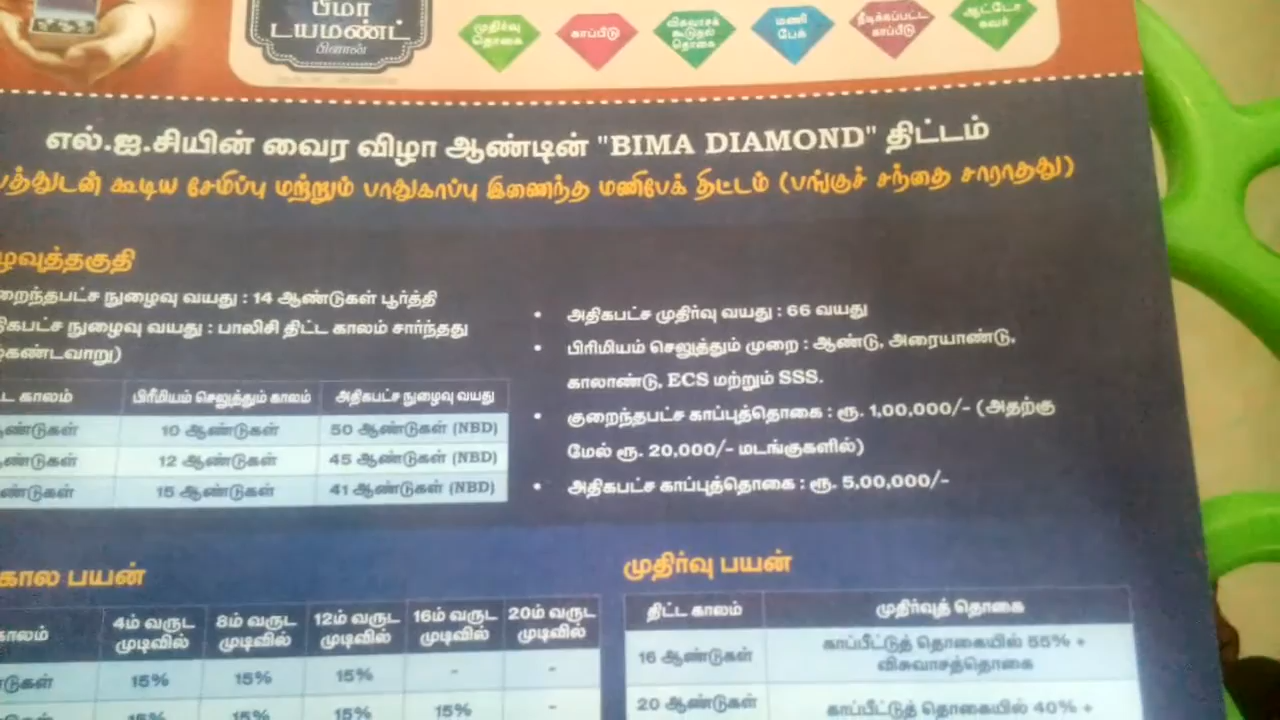 பீமா
டயமண்ட்
பிளான்
முதிர்வு
தொகை
காப்பீடு
விசுவாசக்
கூடுதல்
தொகை
மணி
பேக்
நீடிக்கப்பட்ட
காப்பீடு
ஆட்டோ
கவர்
எல்.ஐ.சியின் வைர விழா ஆண்டின் "BIMA DIAMOND" திட்டம்
கூடிய சேமிப்பு மற்றும் பாதுகாப்பு இணைந்த மணிபேக் திட்டம் (பங்குச் சந்தை சாராதது)
நுழைவு வயது : 14 ஆண்டுகள் பூர்த்தி
நுழைவு வயது : பாலிசி திட்ட காலம் சார்ந்தது
காலம் பிரீமியம் செலுத்தும் காலம் அதிகபட்ச நுழைவு வயது
10 ஆண்டுகள் 50 ஆண்டுகள் (NBD)
12 ஆண்டுகள் 45 ஆண்டுகள் (NBD)
15 ஆண்டுகள் 41 ஆண்டுகள் (NBD)
• அதிகபட்ச முதிர்வு வயது : 66 வயது
• பிரிமியம் செலுத்தும் முறை : ஆண்டு, அரையாண்டு,
காலாண்டு, ECS மற்றும் SSS.
• குறைந்தபட்ச காப்புத்தொகை : ரூ. 1,00,000/- (அதற்கு
மேல் ரூ. 20,000/- மடங்குகளில்)
• அதிகபட்ச காப்புத்தொகை : ரூ. 5,00,000/-
கால பயன்
4ம் வருட முடிவில் 8ம் வருட முடிவில் 12ம் வருட முடிவில் 16ம் வருட முடிவில் 20ம் வருட முடிவில்
15% 15% 15% - -
15% 15% 15% 15% -
முதிர்வு பயன்
திட்ட காலம் முதிர்வுத் தொகை
16 ஆண்டுகள் காப்பீட்டுத் தொகையில் 55% +
விசுவாசத்தொகை
20 ஆண்டுகள் காப்பீட்டுத் தொகையில் 40% +